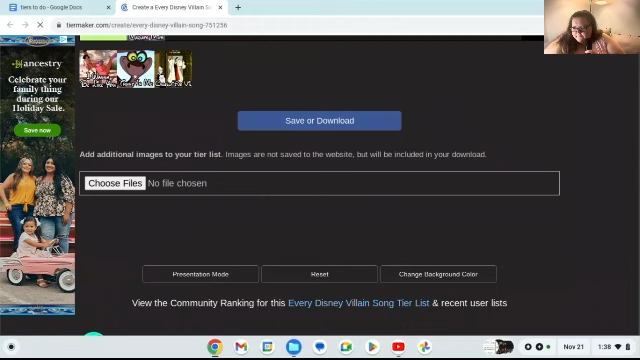 tiers to do - Google Docs
Create a Every Disney Villain So
tiermaker.com/create/every-disney-villain-song-751256
ancestry
Celebrate your
family thing
during our
Holiday Sale.
Save now
Save or Download
Add additional images to your tier list. Images are not saved to the website, but will be included in your download.
Choose Files No file chosen
Presentation Mode
Reset
Change Background Color
View the Community Ranking for this Every Disney Villain Song Tier List & recent user lists
Nov 21
1:38